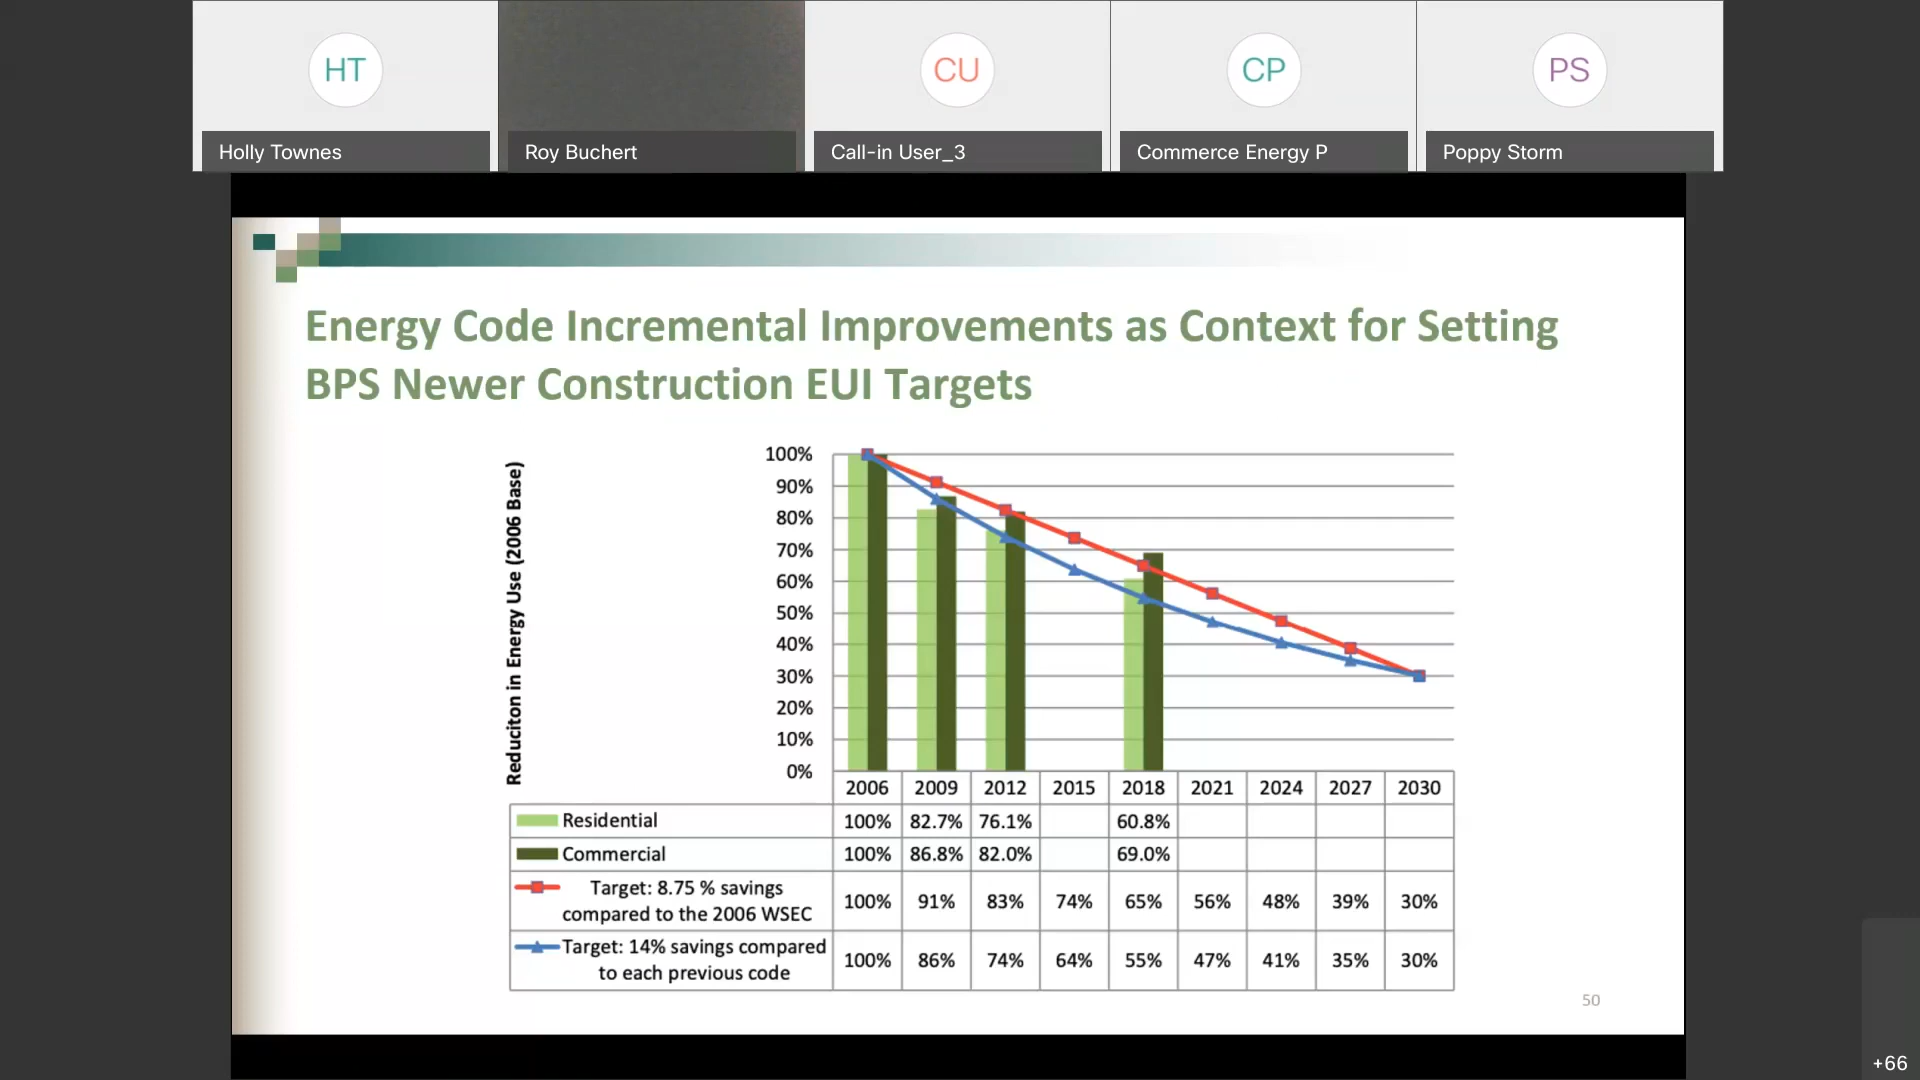 HT
CU
CP
PS
Holly Townes
Roy Buchert
Call-in User_3
Commerce Energy P
Poppy Storm
Energy Code Incremental Improvements as Context for Setting
BPS Newer Construction EUI Targets
Reduciton in Energy Use (2006 Base)
100%
90%
80%
70%
60%
50%
40%
30%
20%
10%
0%
2006 2009 2012 2015 2018 2021 2024 2027 2030
Residential 100% 82.7% 76.1% 60.8%
Commercial 100% 86.8% 82.0% 69.0%
Target: 8.75 % savings
compared to the 2006 WSEC
100% 91% 83% 74% 65% 56% 48% 39% 30%
Target: 14% savings compared
to each previous code
100% 86% 74% 64% 55% 47% 41% 35% 30%
50
+66